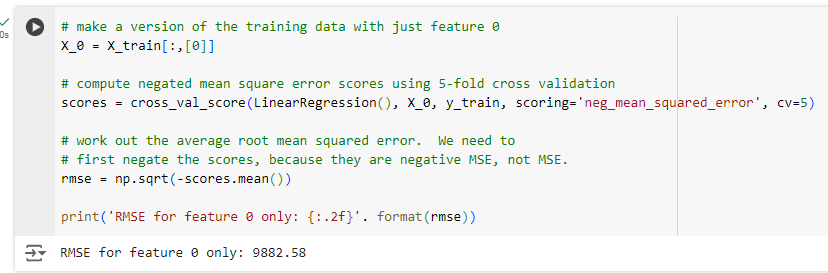 # make a version of the training data with just feature 0
X_0 = X_train[:,[0]]
# compute negated mean square error scores using 5-fold cross validation
scores = cross_val_score(LinearRegression(), X_0, y_train, scoring='neg_mean_squared_error', cv=5)
# work out the average root mean squared error.  We need to
# first negate the scores, because they are negative MSE, not MSE.
rmse = np.sqrt(-scores.mean())
print('RMSE for feature 0 only: {:.2f}'. format(rmse))
0s
RMSE for feature 0 only: 9882.58